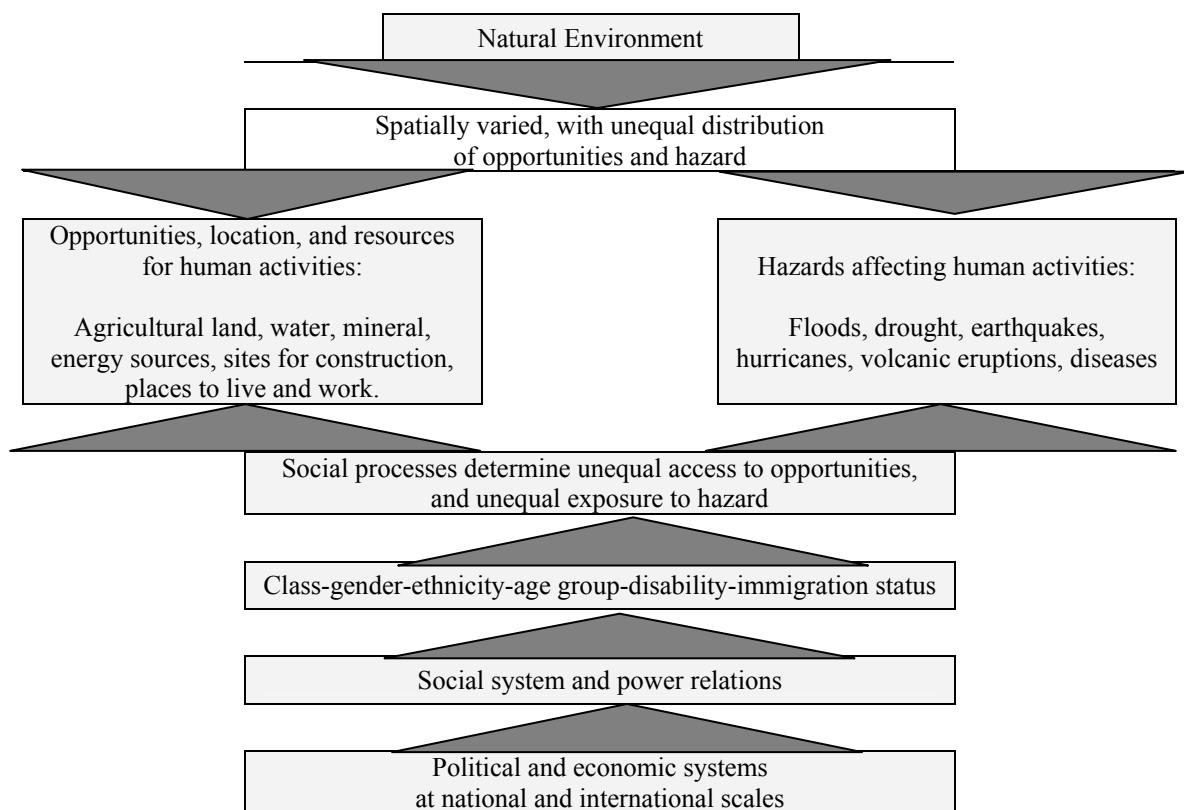 Natural Environment
Spatially varied, with unequal distribution
of opportunities and hazard
Opportunities, location, and resources
for human activities:
Agricultural land, water, mineral,
energy sources, sites for construction,
places to live and work.
Hazards affecting human activities:
Floods, drought, earthquakes,
hurricanes, volcanic eruptions, diseases
Social processes determine unequal access to opportunities,
and unequal exposure to hazard
Class-gender-ethnicity-age group-disability-immigration status
Social system and power relations
Political and economic systems
at national and international scales